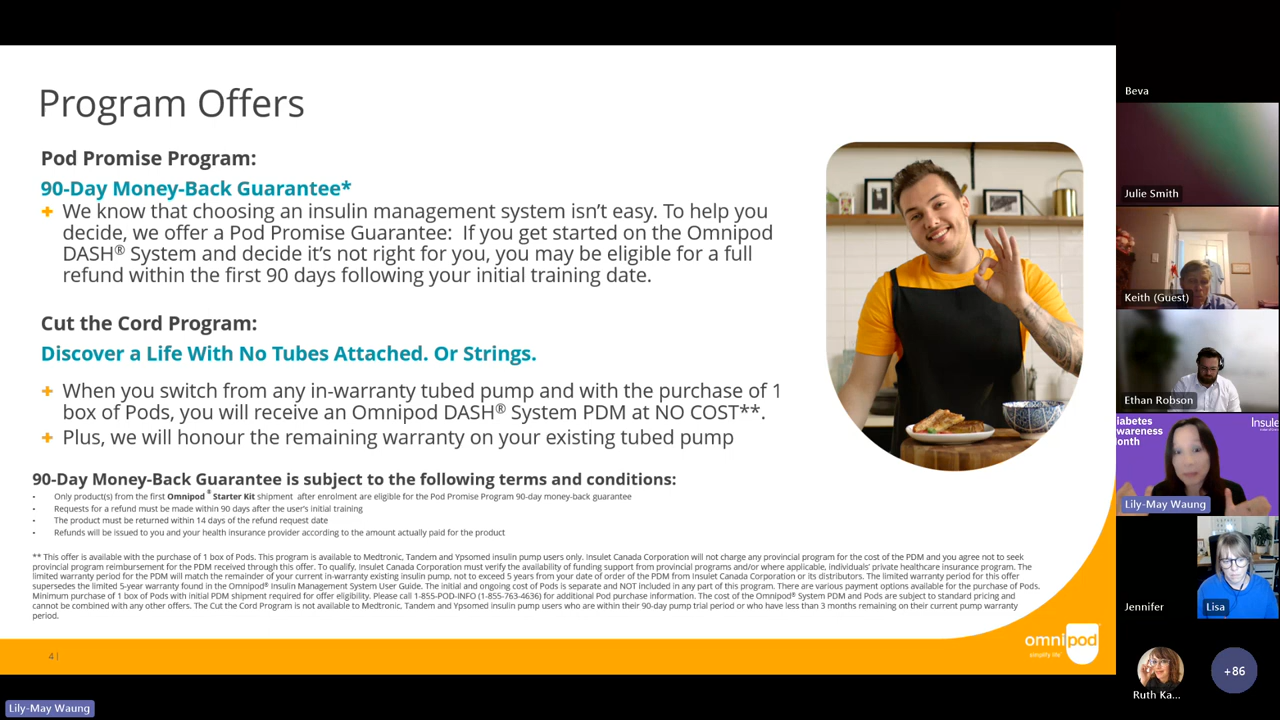 Program Offers
Pod Promise Program:
90-Day Money-Back Guarantee*
+ We know that choosing an insulin management system isn't easy. To help you
decide, we offer a Pod Promise Guarantee: If you get started on the Omnipod
DASH® System and decide it's not right for you, you may be eligible for a full
refund within the first 90 days following your initial training date.
Cut the Cord Program:
Discover a Life With No Tubes Attached. Or Strings.
+ When you switch from any in-warranty tubed pump and with the purchase of 1
box of Pods, you will receive an Omnipod DASH® System PDM at NO COST**.
+ Plus, we will honour the remaining warranty on your existing tubed pump
90-Day Money-Back Guarantee is subject to the following terms and conditions:
• Only product(s) from the first Omnipod® Starter Kit shipment after enrolment are eligible for the Pod Promise Program 90-day money-back guarantee
• Requests for a refund must be made within 90 days after the user's initial training
• The product must be returned within 14 days of the refund request date
• Refunds will be issued to you and your health insurance provider according to the amount actually paid for the product
** This offer is available with the purchase of 1 box of Pods. This program is available to Medtronic, Tandem and Ypsomed insulin pump users only. Insulet Canada Corporation will not charge any provincial program for the cost of the PDM and you agree not to seek
provincial program reimbursement for the PDM received through this offer. To qualify, Insulet Canada Corporation must verify the availability of funding support from provincial programs and/or where applicable, individuals' private healthcare insurance program. The
limited warranty period for the PDM will match the remainder of your current in-warranty existing insulin pump, not to exceed 5 years from your date of order of the PDM from Insulet Canada Corporation or its distributors. The limited warranty period for this offer
supersedes the limited 5-year warranty found in the Omnipod® Insulin Management System User Guide. The initial and ongoing cost of Pods is separate and NOT included in any part of this program. There are various payment options available for the purchase of Pods.
Minimum purchase of 1 box of Pods with initial PDM shipment required for offer eligibility. Please call 1-855-POD-INFO (1-855-763-4636) for additional Pod purchase information. The cost of the Omnipod® System PDM and Pods are subject to standard pricing and
cannot be combined with any other offers. The Cut the Cord Program is not available to Medtronic, Tandem and Ypsomed insulin pump users who are within their 90-day pump trial period or who have less than 3 months remaining on their current pump warranty
period.
4 |
omnipod
simplify life
Lily-May Waung
Beva
Julie Smith
Keith (Guest)
Ethan Robson
iabetes
wareness
onth
Insule
Lily-May Waung
Jennifer
Lisa
Ruth Ka...
+86